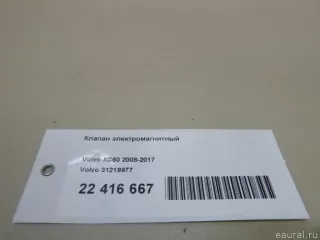 Клапан электромагнитный
Volvo XC60 2008-2017
Volvo 31219977
22 416 667
© eaural.ru